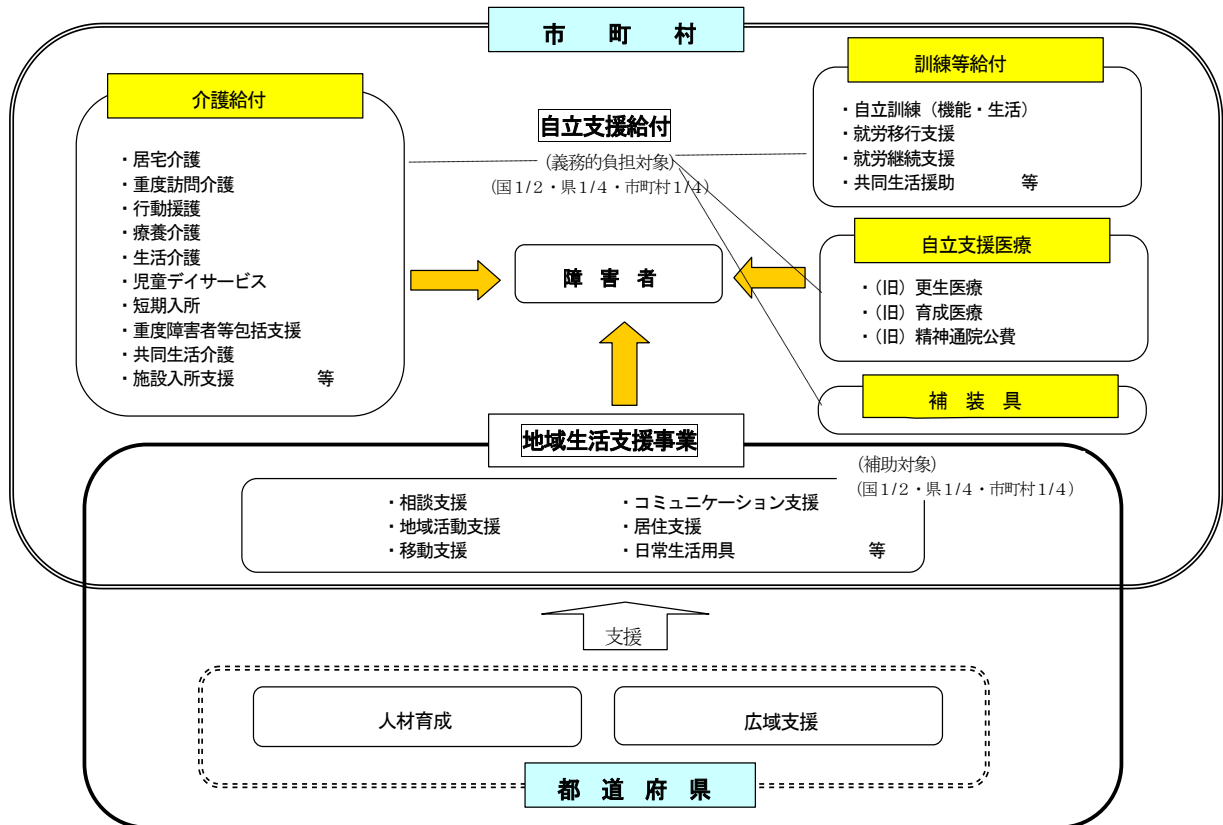 市　町　村
介護給付
・居宅介護
・重度訪問介護
・行動援護
・療養介護
・生活介護
・児童デイサービス
・短期入所
・重度障害者等包括支援
・共同生活介護
・施設入所支援　　　等
自立支援給付
(義務的負担対象)
(国1/2・県1/4・市町村1/4)
訓練等給付
・自立訓練（機能・生活）
・就労移行支援
・就労継続支援
・共同生活援助　　　等
自立支援医療
・（旧）更生医療
・（旧）育成医療
・（旧）精神通院公費
補　装　具
障　害　者
地域生活支援事業
(補助対象)
(国1/2・県1/4・市町村1/4)
・相談支援　　　・コミュニケーション支援
・地域活動支援　　　・居住支援
・移動支援　　　・日常生活用具　　　等
支援
人材育成
広域支援
都　道　府　県